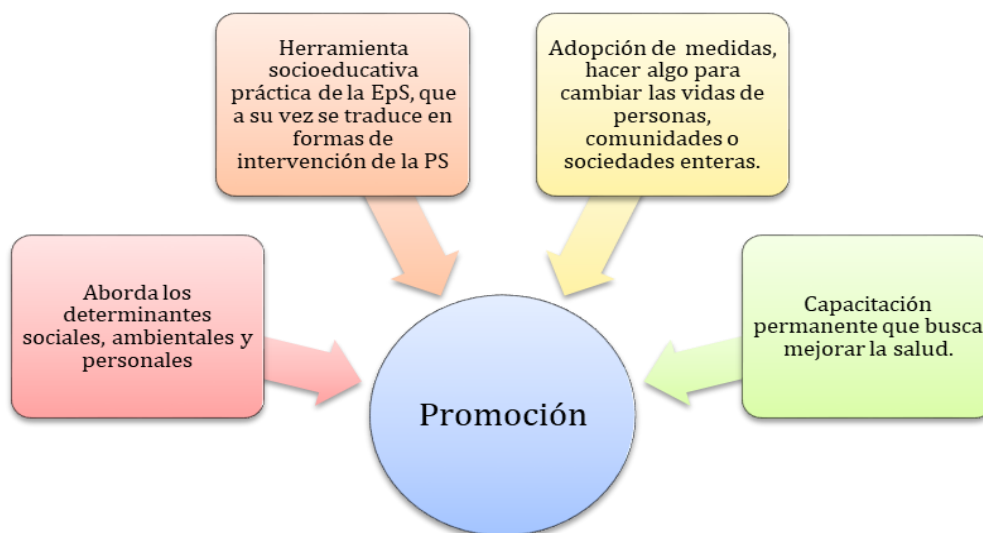 Herramienta
socioeducativa
práctica de la EpS, que
a su vez se traduce en
formas de
intervención de la PS
Adopción de medidas,
hacer algo para
cambiar las vidas de
personas,
comunidades o
sociedades enteras.
Aborda los
determinantes
sociales, ambientales y
personales
Capacitación
permanente que busca
mejorar la salud.
Promoción